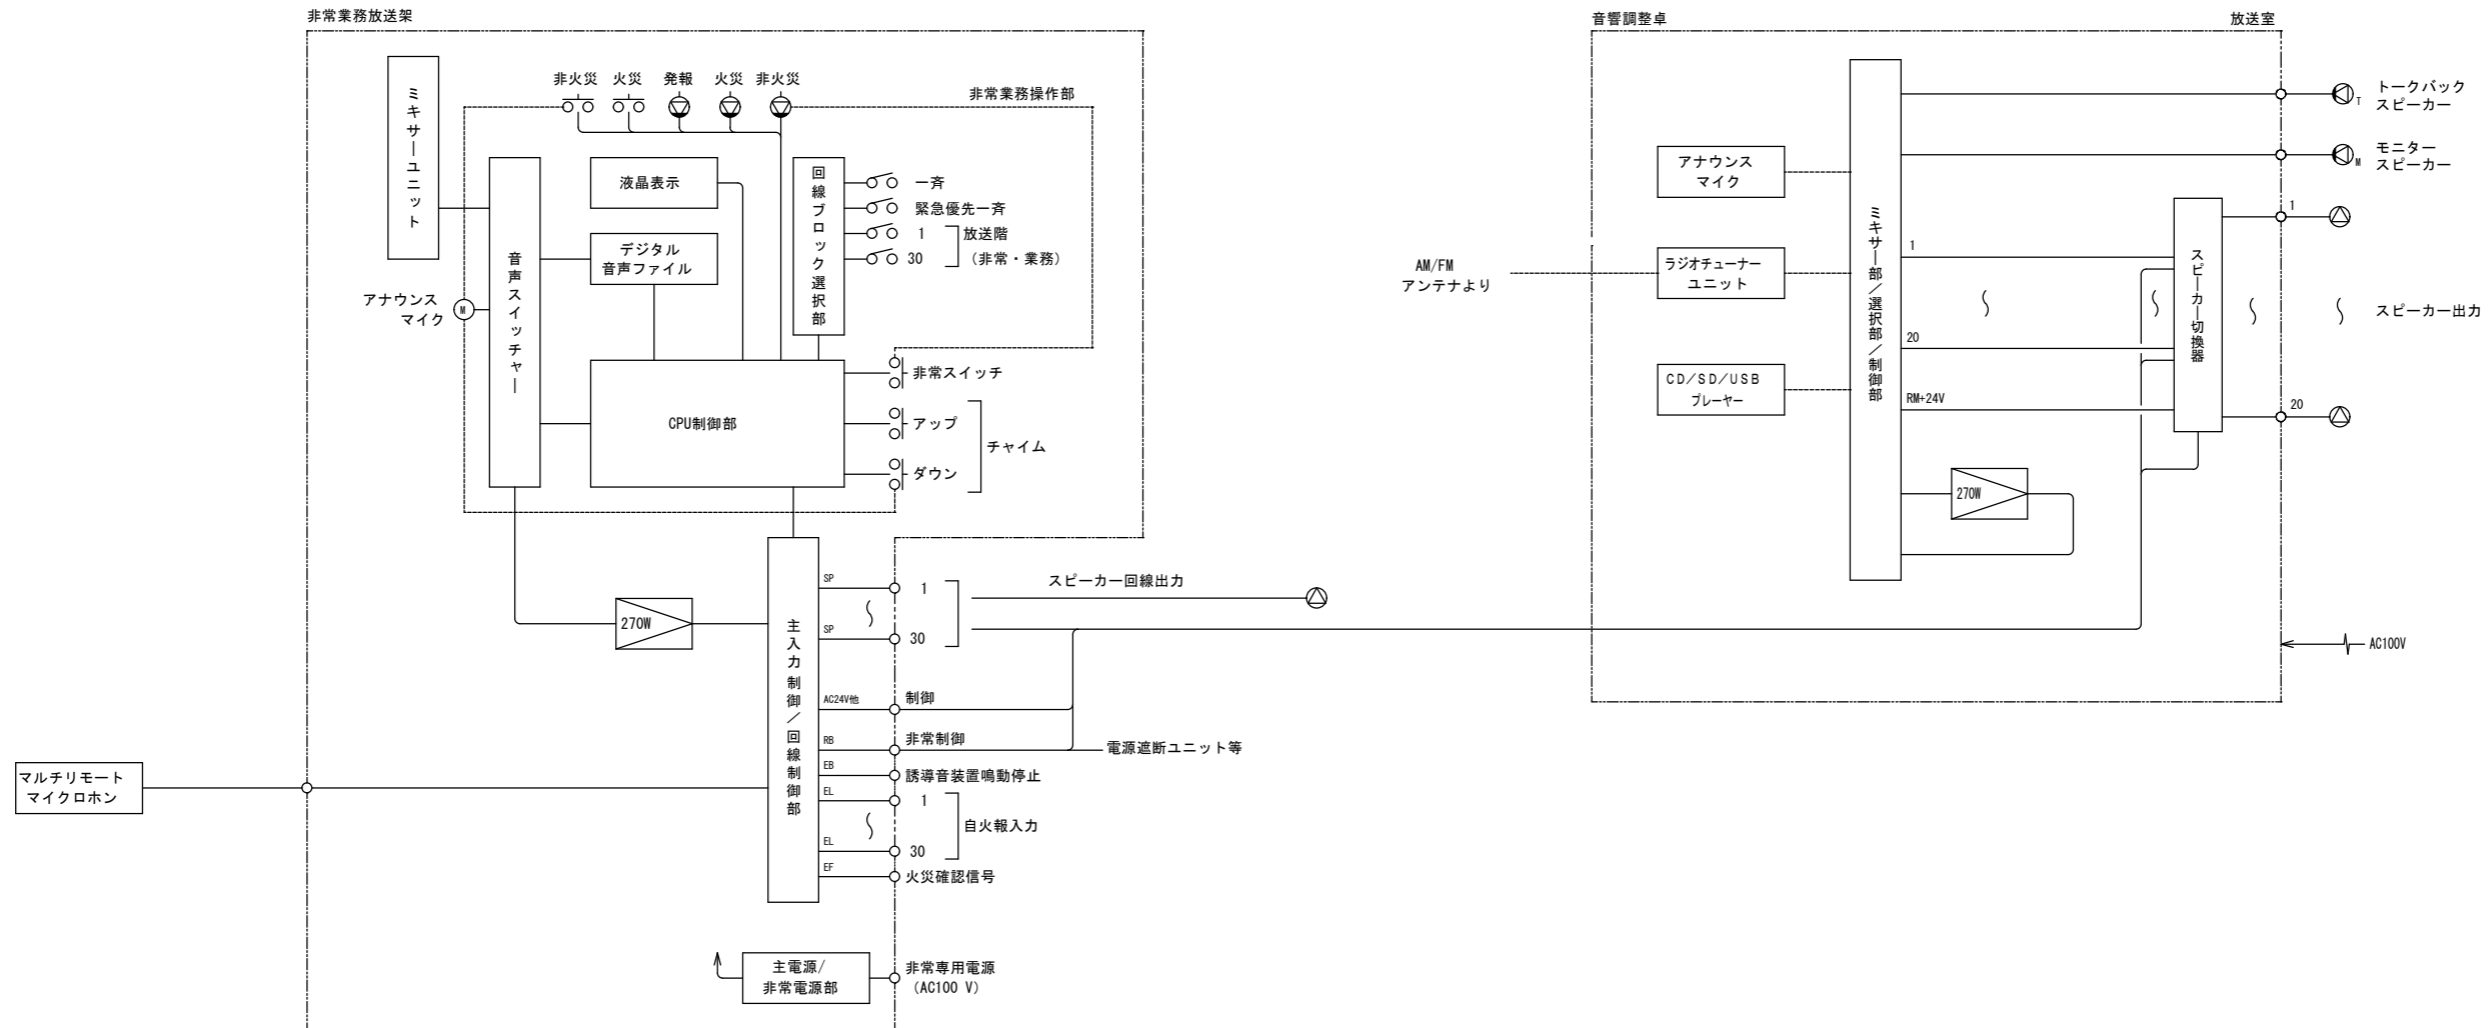 非常業務放送架
ミキサーユニット
非火災
火災
発報
火災
非火災
非常業務操作部
音声スイッチャー
液晶表示
デジタル
音声ファイル
回線ブロック選択部
一斉
緊急優先一斉
1
放送階
30
(非常・業務)
アナウンス
マイク
M
CPU制御部
非常スイッチ
アップ
チャイム
ダウン
270W
主入力制御/回線制御部
SP
1
スピーカー回線出力
SP
30
AC24V他
制御
RB
非常制御
電源遮断ユニット等
EB
誘導音装置鳴動停止
EL
1
自火報入力
EL
30
EF
火災確認信号
マルチリモート
マイクロホン
主電源/
非常電源部
非常専用電源
(AC100 V)
音響調整卓
放送室
ミキサー部/選択部/制御部
アナウンス
マイク
AM/FM
アンテナより
ラジオチューナー
ユニット
CD/SD/USB
プレーヤー
1
20
RM+24V
270W
スピーカー切換器
T
トークバック
スピーカー
M
モニター
スピーカー
1
スピーカー出力
20
AC100V